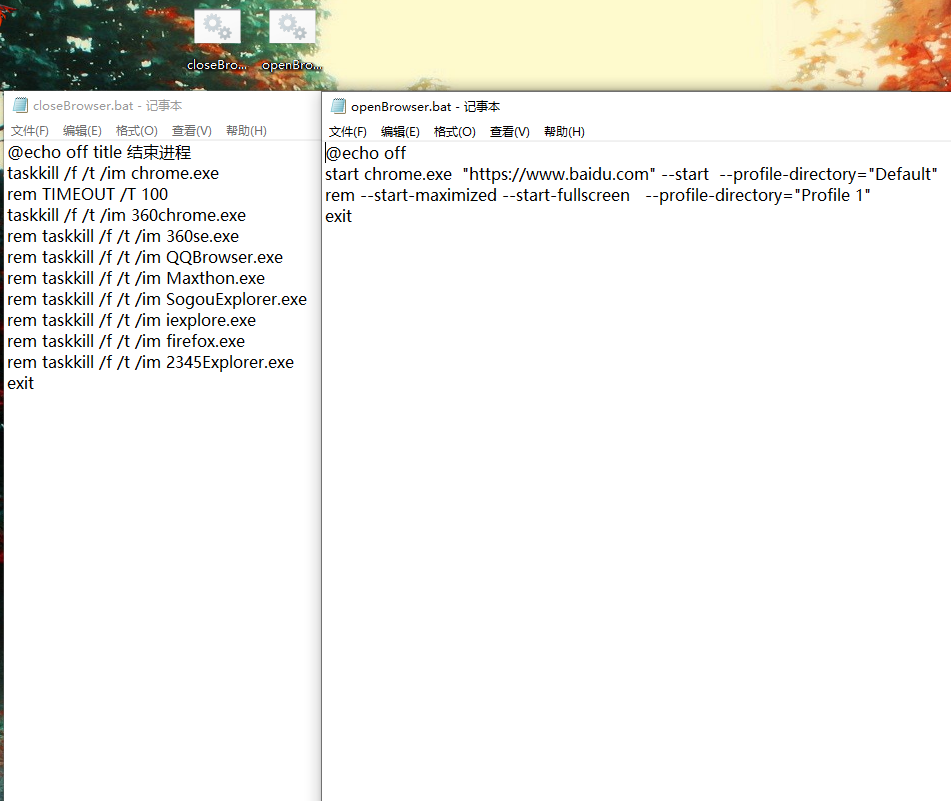 closeBro... openBro...
closeBrowser.bat - 记事本
文件(F) 编辑(E) 格式(O) 查看(V) 帮助(H)
@echo off title 结束进程
taskkill /f /t /im chrome.exe
rem TIMEOUT /T 100
taskkill /f /t /im 360chrome.exe
rem taskkill /f /t /im 360se.exe
rem taskkill /f /t /im QQBrowser.exe
rem taskkill /f /t /im Maxthon.exe
rem taskkill /f /t /im SogouExplorer.exe
rem taskkill /f /t /im iexplore.exe
rem taskkill /f /t /im firefox.exe
rem taskkill /f /t /im 2345Explorer.exe
exit
openBrowser.bat - 记事本
文件(F) 编辑(E) 格式(O) 查看(V) 帮助(H)
@echo off
start chrome.exe  "https://www.baidu.com" --start  --profile-directory="Default"
rem --start-maximized --start-fullscreen   --profile-directory="Profile 1"
exit